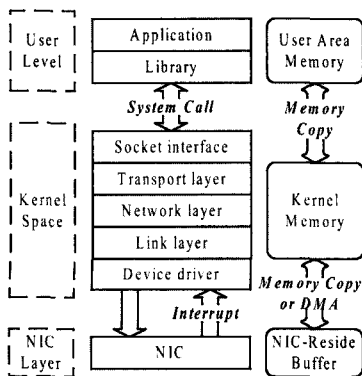 User
Level
Application
Library
User Area
Memory
System Call
Memory
Copy
Kernel
Space
Socket interface
Transport layer
Network layer
Link layer
Device driver
Kernel
Memory
Interrupt
Memory Copy
or DMA
NIC
Layer
NIC
NIC-Reside
Buffer